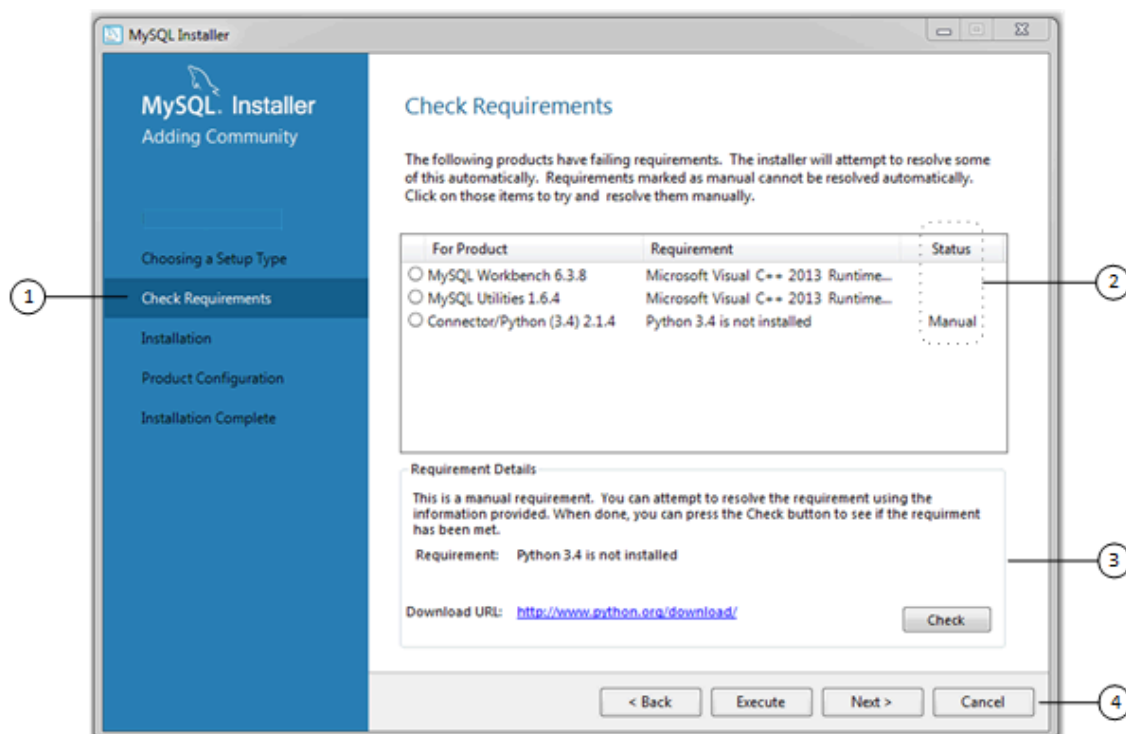 MySQL Installer
MySQL. Installer
Adding Community
Choosing a Setup Type
Check Requirements
Installation
Product Configuration
Installation Complete
Check Requirements
The following products have failing requirements. The installer will attempt to resolve some
of this automatically. Requirements marked as manual cannot be resolved automatically.
Click on those items to try and resolve them manually.
For Product Requirement Status
MySQL Workbench 6.3.8 Microsoft Visual C++ 2013 Runtime...
MySQL Utilities 1.6.4 Microsoft Visual C++ 2013 Runtime...
Connector/Python (3.4) 2.1.4 Python 3.4 is not installed Manual
Requirement Details
This is a manual requirement. You can attempt to resolve the requirement using the
information provided. When done, you can press the Check button to see if the requirment
has been met.
Requirement: Python 3.4 is not installed
Download URL: http://www.python.org/download/
Check
< Back Execute Next > Cancel
1
2
3
4